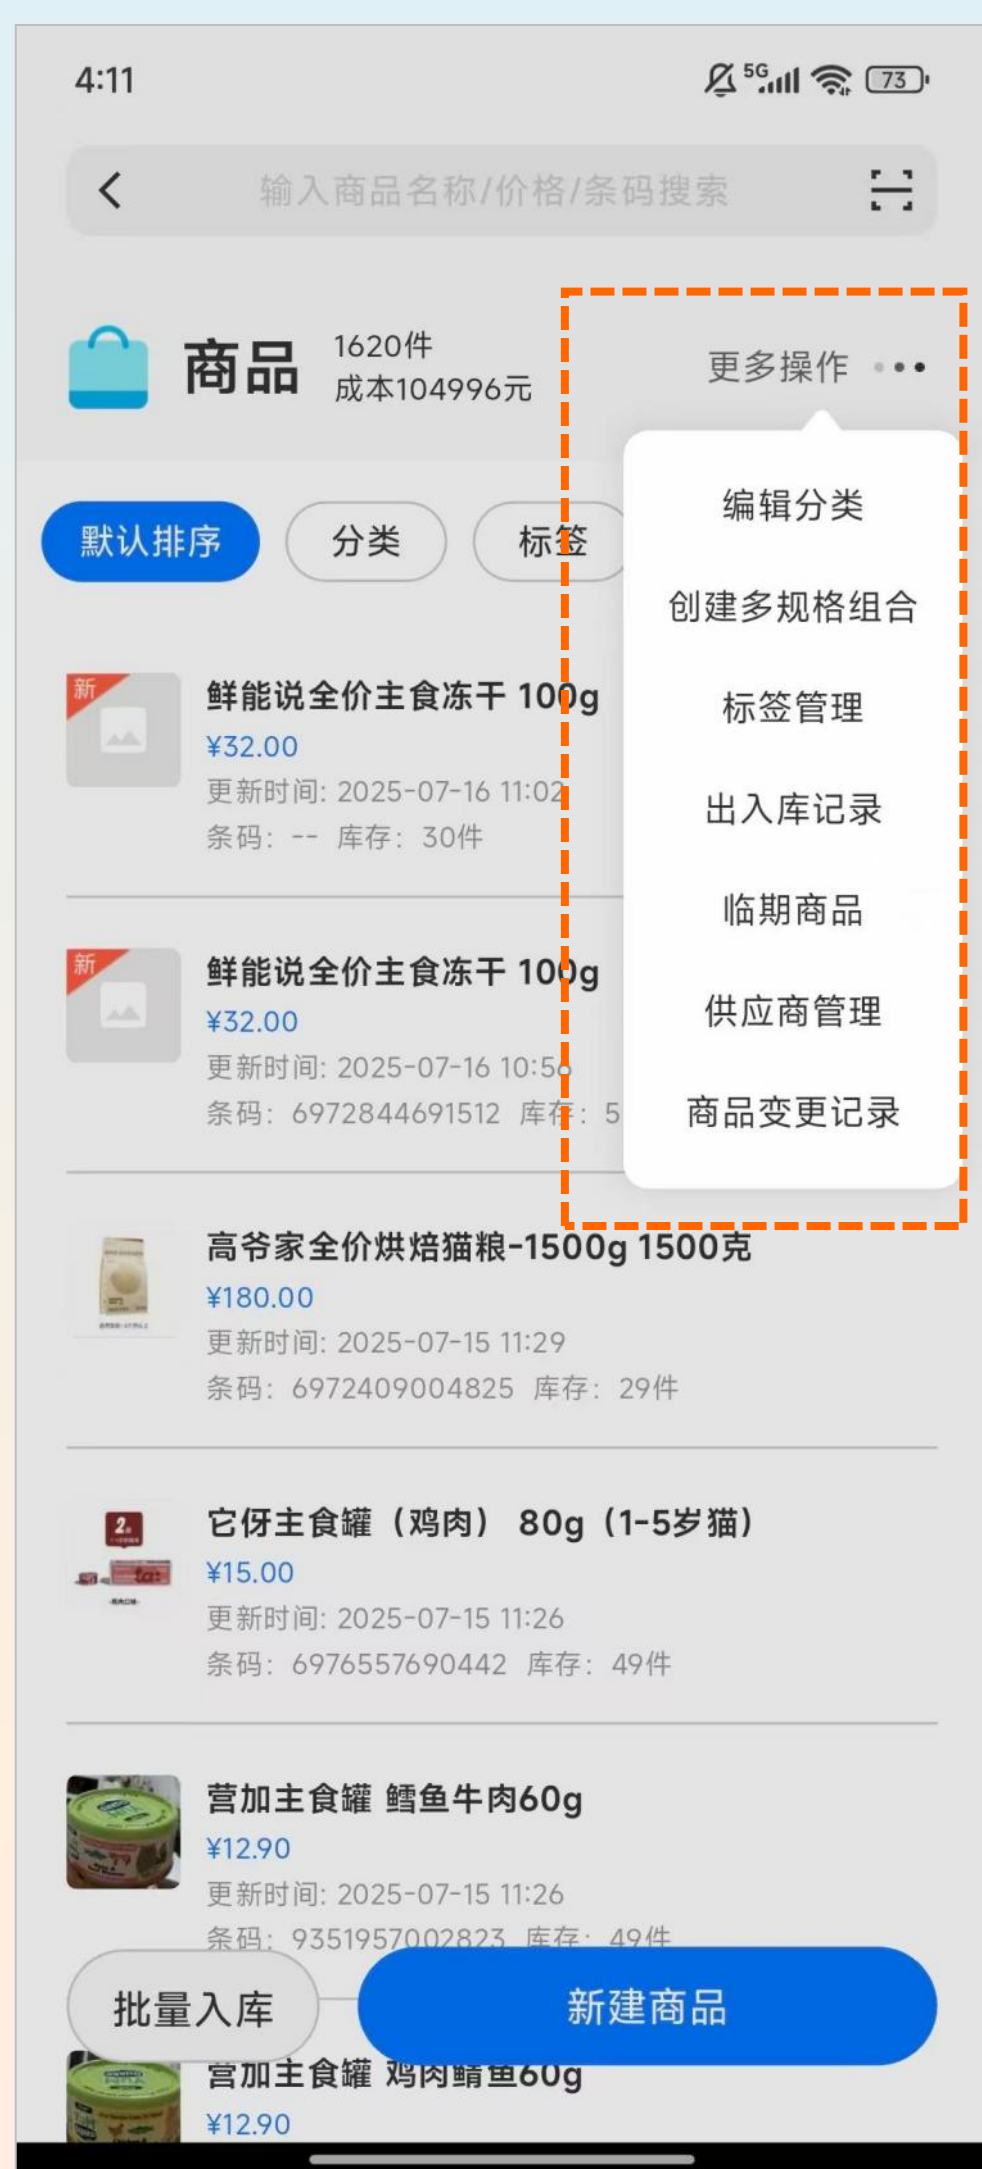 4:11
5G
73
输入商品名称/价格/条码搜索
商品
1620件
成本104996元
更多操作
默认排序
分类
标签
编辑分类
创建多规格组合
标签管理
出入库记录
临期商品
供应商管理
商品变更记录
新
鲜能说全价主食冻干 100g
¥32.00
更新时间: 2025-07-16 11:02
条码: -- 库存: 30件
新
鲜能说全价主食冻干 100g
¥32.00
更新时间: 2025-07-16 10:56
条码: 6972844691512 库存: 5
高爷家全价烘焙猫粮-1500g 1500克
¥180.00
更新时间: 2025-07-15 11:29
条码: 6972409004825 库存: 29件
它伢主食罐（鸡肉） 80g（1-5岁猫）
¥15.00
更新时间: 2025-07-15 11:26
条码: 6976557690442 库存: 49件
营加主食罐 鳕鱼牛肉60g
¥12.90
更新时间: 2025-07-15 11:26
条码: 9351957002823 库存: 49件
批量入库
新建商品
营加主食罐 鸡肉鲭鱼60g
¥12.90